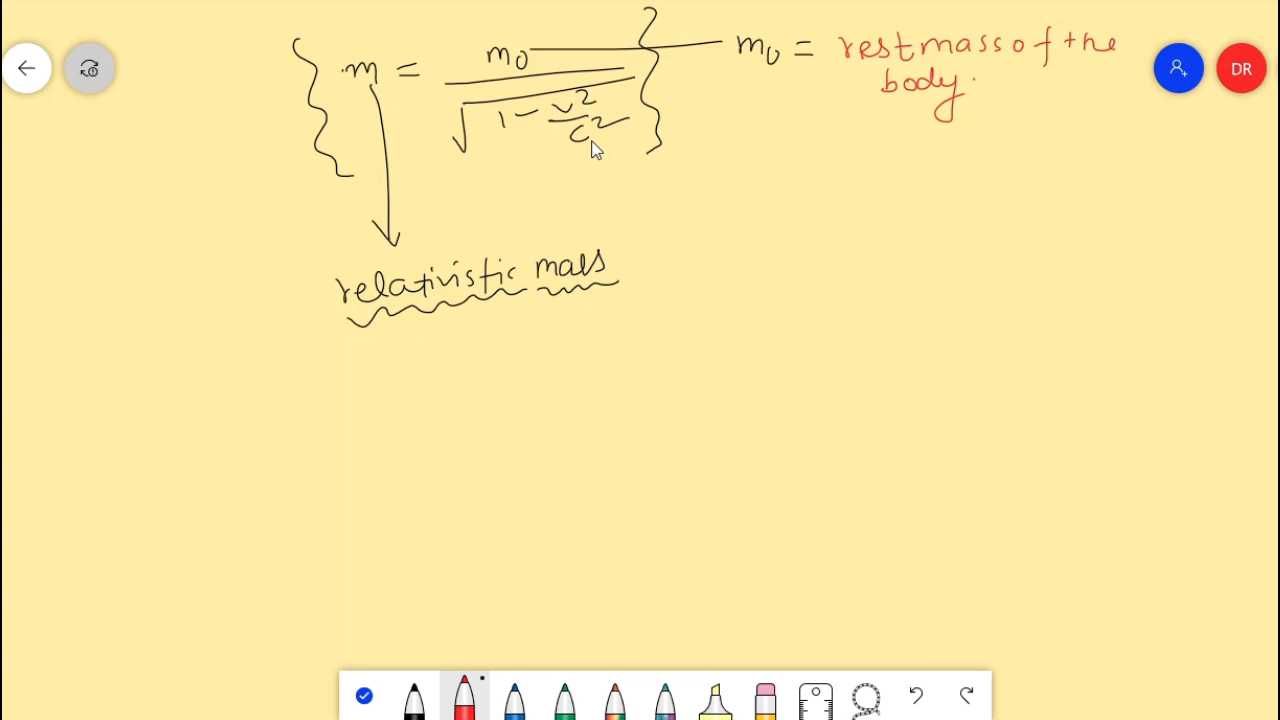 m = m₀ / √(1 − v²/c²)
m₀ = rest mass of the
body.
relativistic mass
DR